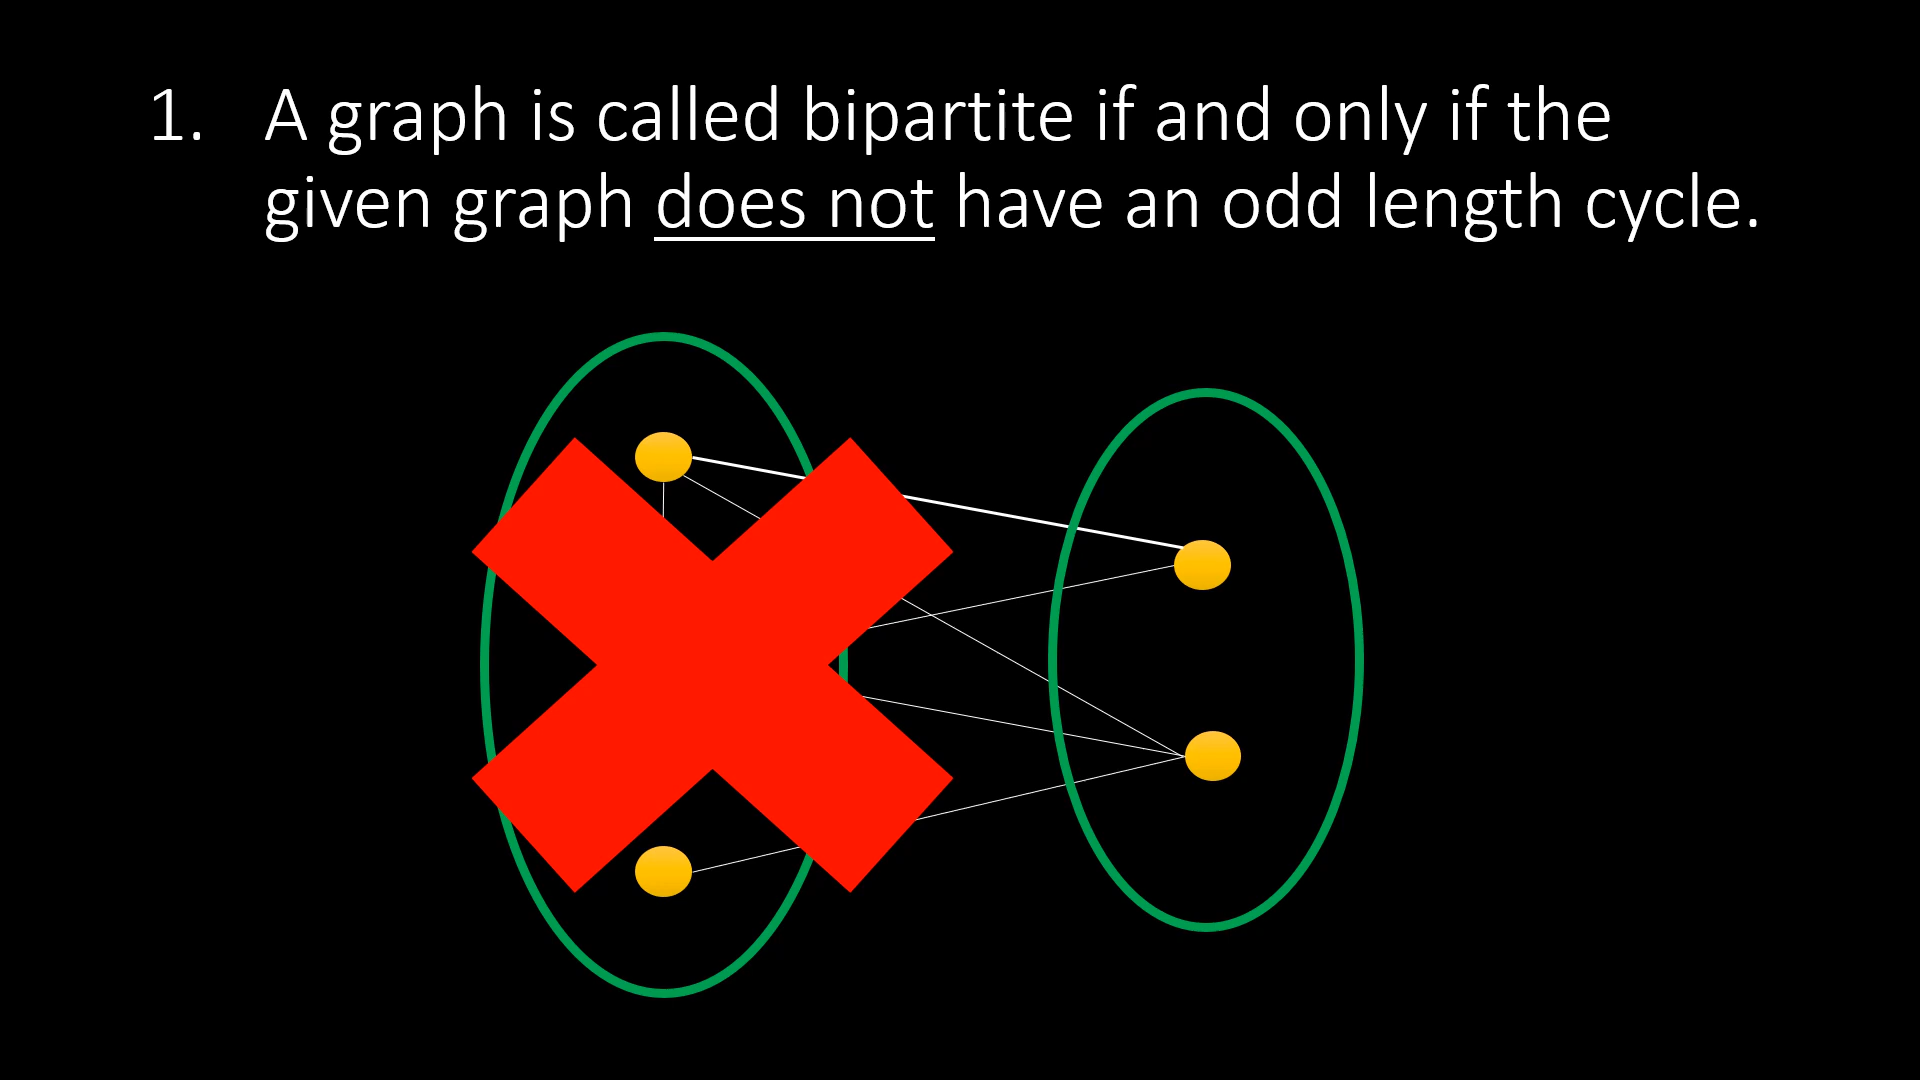 1. A graph is called bipartite if and only if the
given graph does not have an odd length cycle.